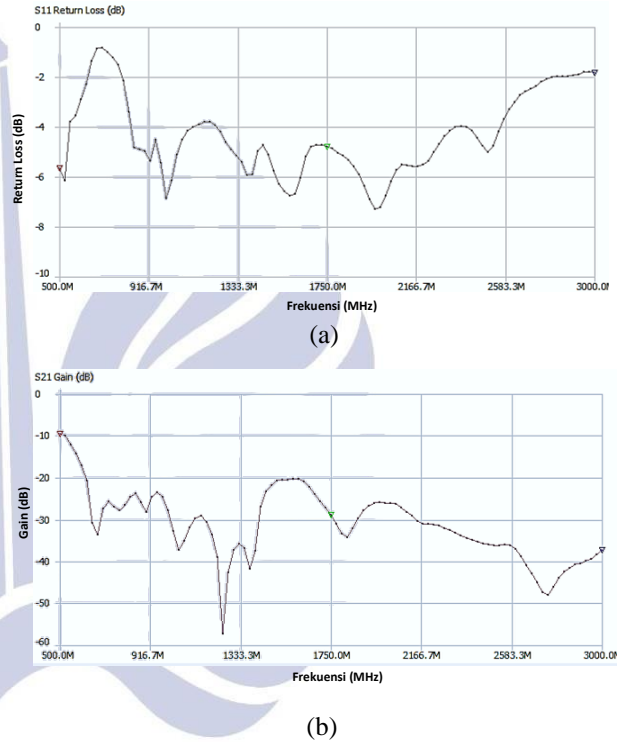 S11 Return Loss (dB)
0
-2
-4
-6
-8
-10
Return Loss (dB)
500.0M 916.7M 1333.3M 1750.0M 2166.7M 2583.3M 3000.0M
Frekuensi (MHz)
(a)
S21 Gain (dB)
0
-10
-20
-30
-40
-50
-60
Gain (dB)
500.0M 916.7M 1333.3M 1750.0M 2166.7M 2583.3M 3000.0M
Frekuensi (MHz)
(b)